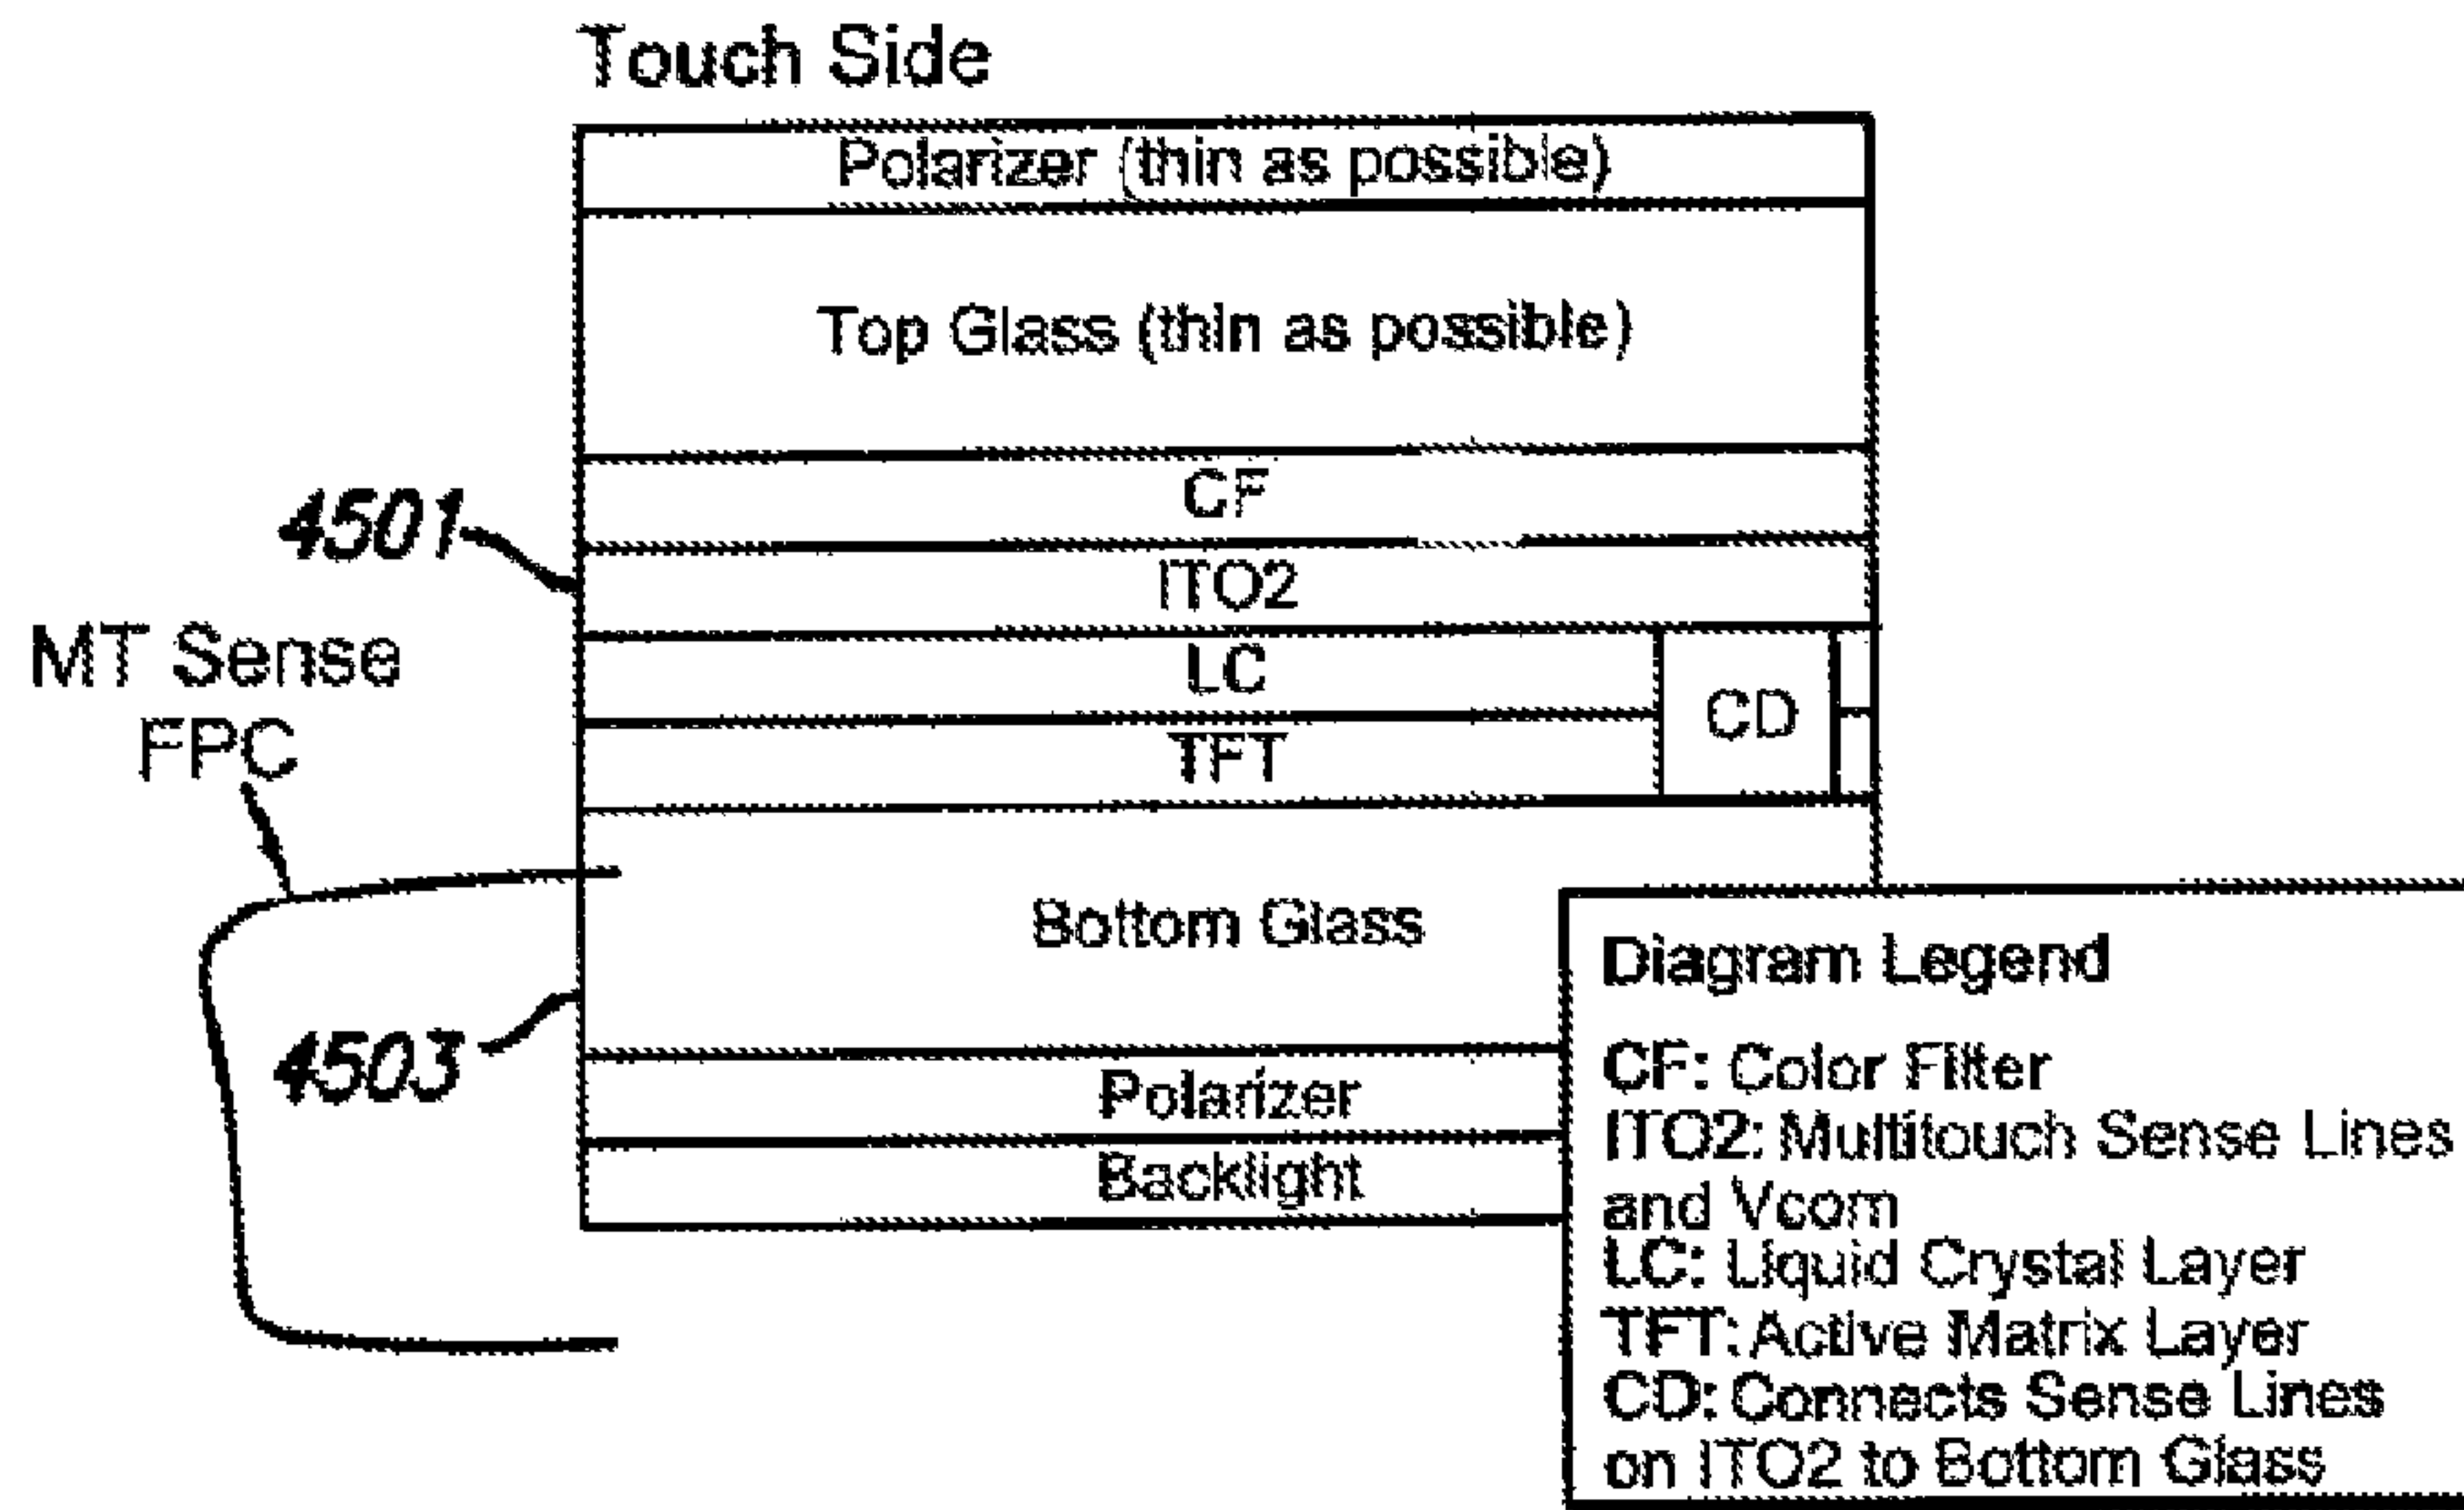 Touch Side
Polarizer (thin as possible)
Top Glass (thin as possible)
CF
4501
ITO2
MT Sense
FPC
LC
CD
TFT
Bottom Glass
4503
Polarizer
Backlight
Diagram Legend
CF: Color Filter
ITO2: Multitouch Sense Lines
and Vcom
LC: Liquid Crystal Layer
TFT: Active Matrix Layer
CD: Connects Sense Lines
on ITO2 to Bottom Glass